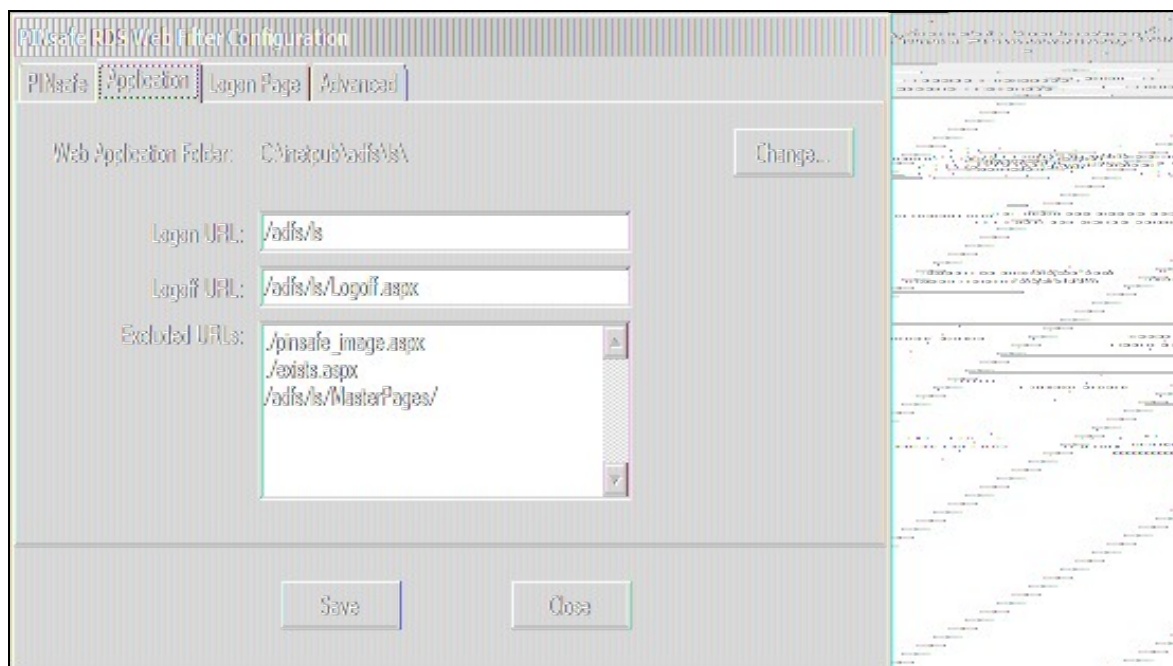 PINsafe RDS Web Filter Configuration
PINsafe Application Logon Page Advanced
Web Application Folder: C:\inetpub\adfs\ls\ Change...
Logon URL: /adfs/ls
Logoff URL: /adfs/ls/Logoff.aspx
Excluded URLs: ./pinsafe_image.aspx
./exists.aspx
/adfs/ls/MasterPages/
Save Close